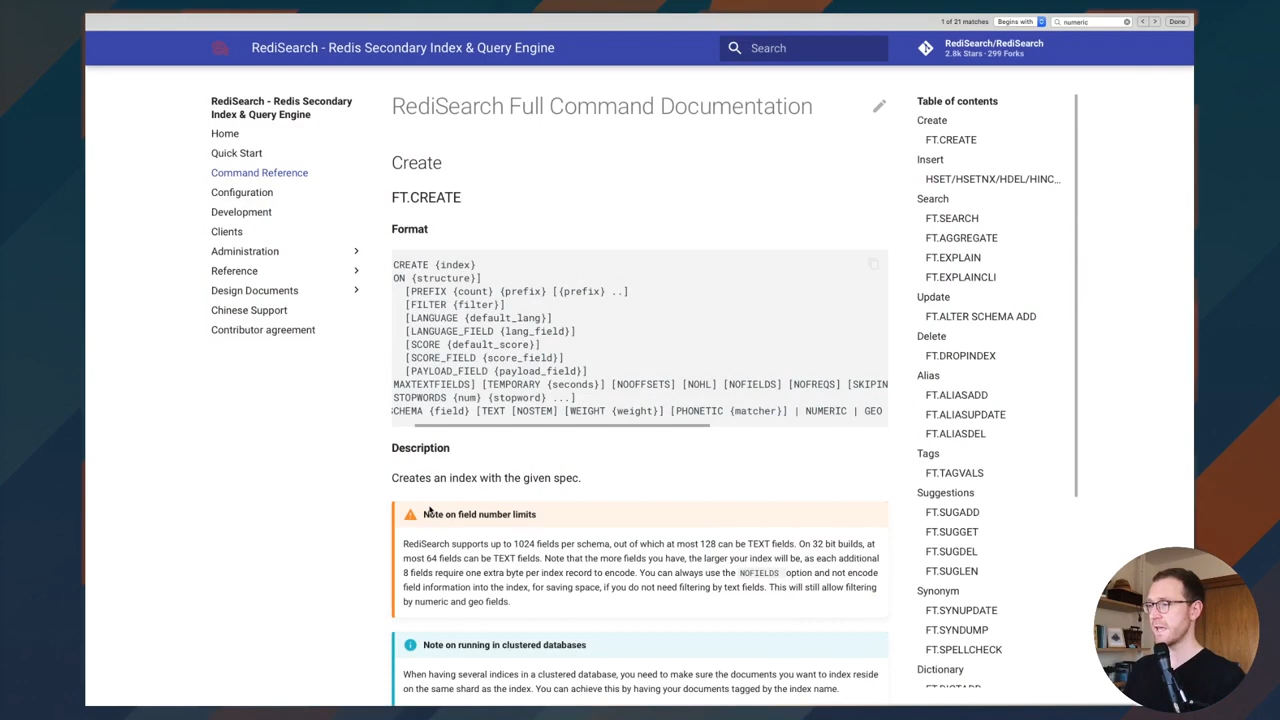 1 of 21 matches
Begins with
numeric
Done
RediSearch - Redis Secondary Index & Query Engine
Search
RediSearch/RediSearch
2.8k Stars · 299 Forks
RediSearch - Redis Secondary
Index & Query Engine
Home
Quick Start
Command Reference
Configuration
Development
Clients
Administration
Reference
Design Documents
Chinese Support
Contributor agreement
RediSearch Full Command Documentation
Create
FT.CREATE
Format
CREATE {index}
ON {structure}]
[PREFIX {count} {prefix} [{prefix} ..]
[FILTER {filter}]
[LANGUAGE {default_lang}]
[LANGUAGE_FIELD {lang_field}]
[SCORE {default_score}]
[SCORE_FIELD {score_field}]
[PAYLOAD_FIELD {payload_field}]
MAXTEXTFIELDS] [TEMPORARY {seconds}] [NOOFFSETS] [NOHL] [NOFIELDS] [NOFREQS] [SKIPIN
STOPWORDS {num} {stopword} ...]
SCHEMA {field} [TEXT [NOSTEM] [WEIGHT {weight}] [PHONETIC {matcher}] | NUMERIC | GEO
Description
Creates an index with the given spec.
Note on field number limits
RediSearch supports up to 1024 fields per schema, out of which at most 128 can be TEXT fields. On 32 bit builds, at
most 64 fields can be TEXT fields. Note that the more fields you have, the larger your index will be, as each additional
8 fields require one extra byte per index record to encode. You can always use the NOFIELDS option and not encode
field information into the index, for saving space, if you do not need filtering by text fields. This will still allow filtering
by numeric and geo fields.
Note on running in clustered databases
When having several indices in a clustered database, you need to make sure the documents you want to index reside
on the same shard as the index. You can achieve this by having your documents tagged by the index name.
Table of contents
Create
FT.CREATE
Insert
HSET/HSETNX/HDEL/HINC...
Search
FT.SEARCH
FT.AGGREGATE
FT.EXPLAIN
FT.EXPLAINCLI
Update
FT.ALTER SCHEMA ADD
Delete
FT.DROPINDEX
Alias
FT.ALIASADD
FT.ALIASUPDATE
FT.ALIASDEL
Tags
FT.TAGVALS
Suggestions
FT.SUGADD
FT.SUGGET
FT.SUGDEL
FT.SUGLEN
Synonym
FT.SYNUPDATE
FT.SYNDUMP
FT.SPELLCHECK
Dictionary